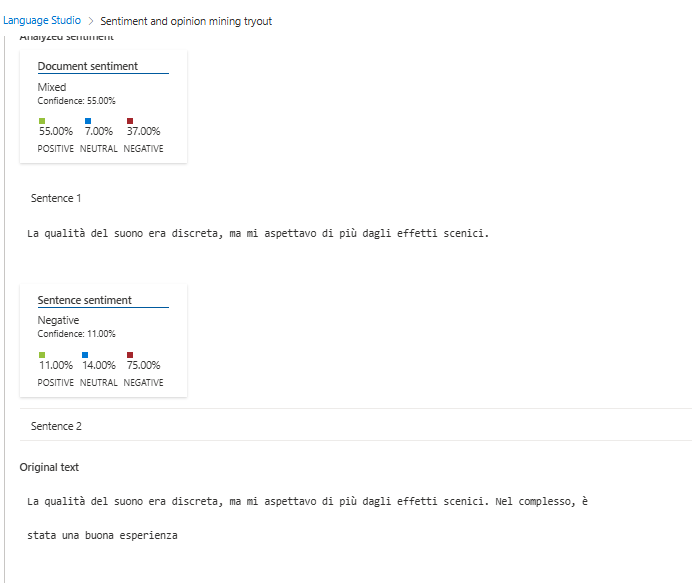 Language Studio > Sentiment and opinion mining tryout
Analyzed sentiment
Document sentiment
Mixed
Confidence: 55.00%
55.00% 7.00% 37.00%
POSITIVE NEUTRAL NEGATIVE
Sentence 1
La qualità del suono era discreta, ma mi aspettavo di più dagli effetti scenici.
Sentence sentiment
Negative
Confidence: 11.00%
11.00% 14.00% 75.00%
POSITIVE NEUTRAL NEGATIVE
Sentence 2
Original text
La qualità del suono era discreta, ma mi aspettavo di più dagli effetti scenici. Nel complesso, è
stata una buona esperienza